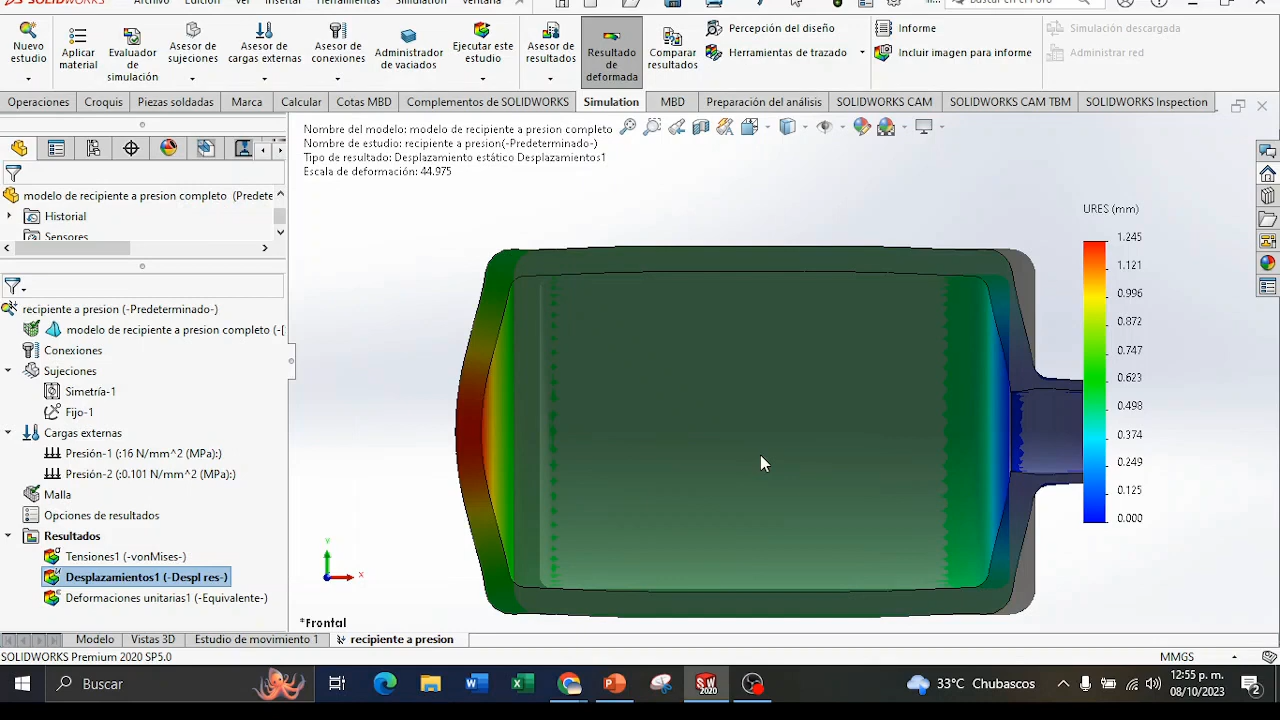 SOLIDWORKS
Archivo Edición Ver Insertar Herramientas Simulation Ventana
Buscar en el Foro
Nuevo estudio
Aplicar material
Evaluador de simulación
Asesor de sujeciones
Asesor de cargas externas
Asesor de conexiones
Administrador de vaciados
Ejecutar este estudio
Asesor de resultados
Resultado de deformada
Comparar resultados
Percepción del diseño
Herramientas de trazado
Informe
Incluir imagen para informe
Simulación descargada
Administrar red
Operaciones Croquis Piezas soldadas Marca Calcular Cotas MBD Complementos de SOLIDWORKS Simulation MBD Preparación del análisis SOLIDWORKS CAM SOLIDWORKS CAM TBM SOLIDWORKS Inspection
modelo de recipiente a presion completo (Predete
Historial
Sensores
recipiente a presion (-Predeterminado-)
modelo de recipiente a presion completo (-[
Conexiones
Sujeciones
Simetría-1
Fijo-1
Cargas externas
Presión-1 (:16 N/mm^2 (MPa):)
Presión-2 (:0.101 N/mm^2 (MPa):)
Malla
Opciones de resultados
Resultados
Tensiones1 (-vonMises-)
Desplazamientos1 (-Despl res-)
Deformaciones unitarias1 (-Equivalente-)
Nombre del modelo: modelo de recipiente a presion completo
Nombre de estudio: recipiente a presion(-Predeterminado-)
Tipo de resultado: Desplazamiento estático Desplazamientos1
Escala de deformación: 44.975
URES (mm)
1.245
1.121
0.996
0.872
0.747
0.623
0.498
0.374
0.249
0.125
0.000
Y
X
*Frontal
Modelo Vistas 3D Estudio de movimiento 1 recipiente a presion
SOLIDWORKS Premium 2020 SP5.0
MMGS
Buscar
SW 2020
33°C Chubascos
12:55 p. m.
08/10/2023
2